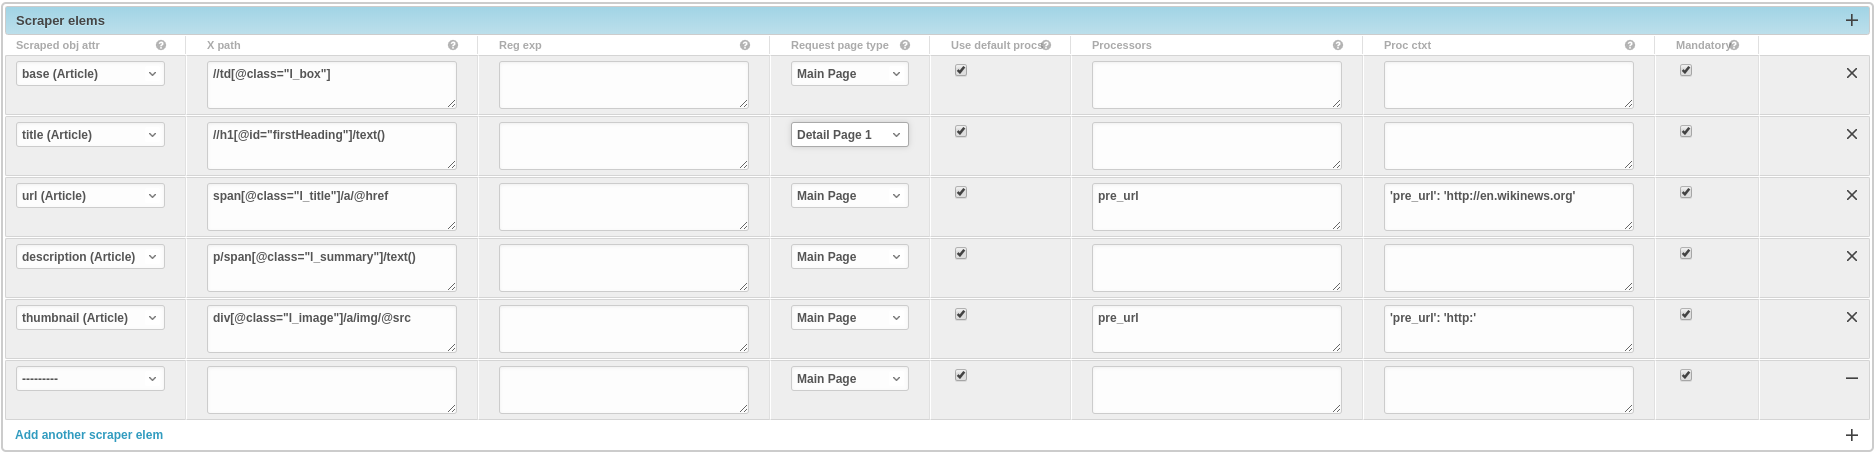 Scraper elems
Scraped obj attr X path Reg exp Request page type Use default procs Processors Proc ctxt Mandatory
base (Article) //td[@class="l_box"] Main Page
title (Article) //h1[@id="firstHeading"]/text() Detail Page 1
url (Article) span[@class="l_title"]/a/@href Main Page pre_url 'pre_url': 'http://en.wikinews.org'
description (Article) p/span[@class="l_summary"]/text() Main Page
thumbnail (Article) div[@class="l_image"]/a/img/@src Main Page pre_url 'pre_url': 'http:'
--------- Main Page
Add another scraper elem